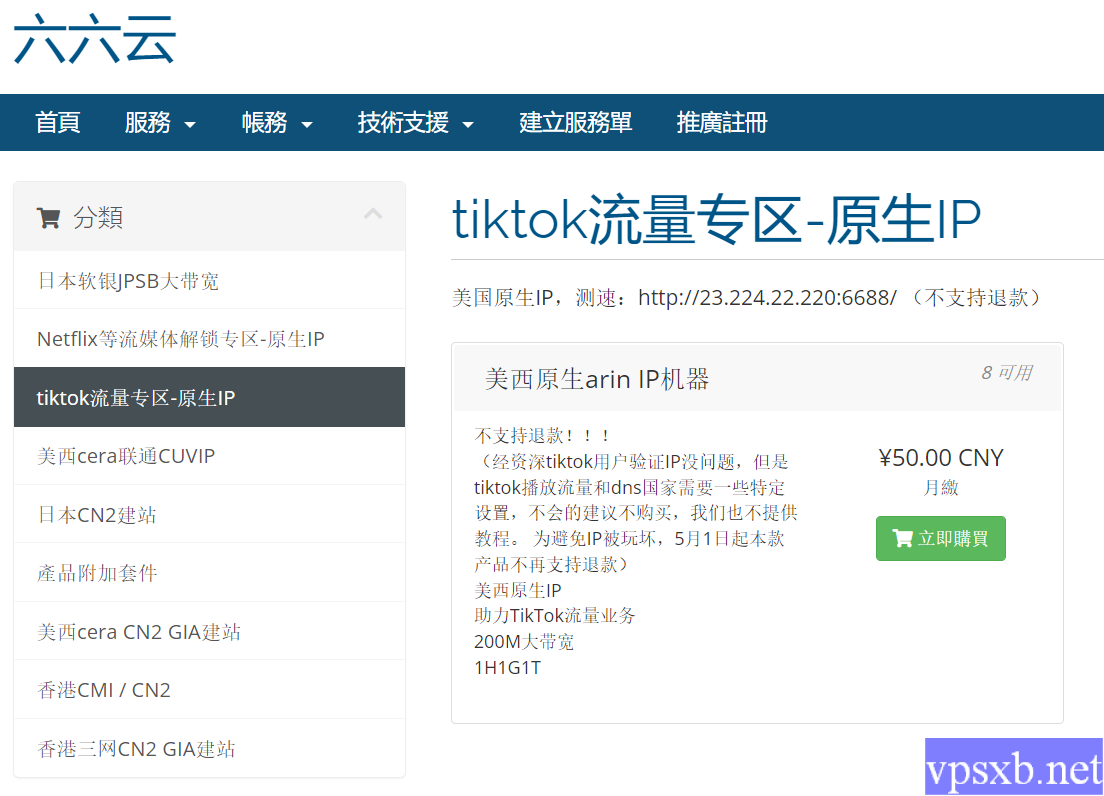 六六云
首頁 服務 帳務 技術支援 建立服務單 推廣註冊
分類
日本软银JPSB大带宽
Netflix等流媒体解锁专区-原生IP
tiktok流量专区-原生IP
美西cera联通CUVIP
日本CN2建站
產品附加套件
美西cera CN2 GIA建站
香港CMI / CN2
香港三网CN2 GIA建站
tiktok流量专区-原生IP
美国原生IP，测速：http://23.224.22.220:6688/ （不支持退款）
美西原生arin IP机器
8 可用
不支持退款！！！
（经资深tiktok用户验证IP没问题，但是
tiktok播放流量和dns国家需要一些特定
设置，不会的建议不购买，我们也不提供
教程。 为避免IP被玩坏，5月1日起本款
产品不再支持退款）
美西原生IP
助力TikTok流量业务
200M大带宽
1H1G1T
¥50.00 CNY
月繳
立即購買
vpsxb.net